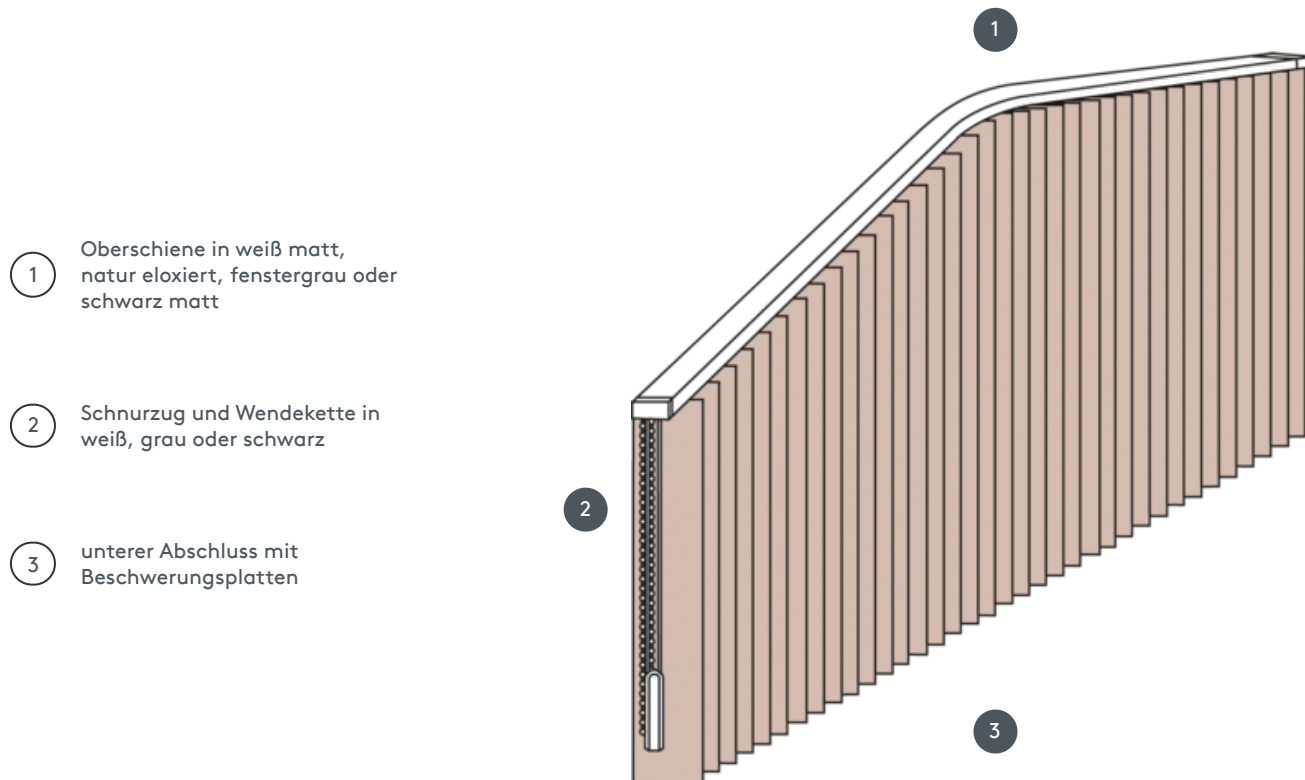 1
Oberschiene in weiß matt,
natur eloxiert, fenstergrau oder
schwarz matt
2
Schnurzug und Wendekette in
weiß, grau oder schwarz
3
unterer Abschluss mit
Beschwerungsplatten
1
2
3